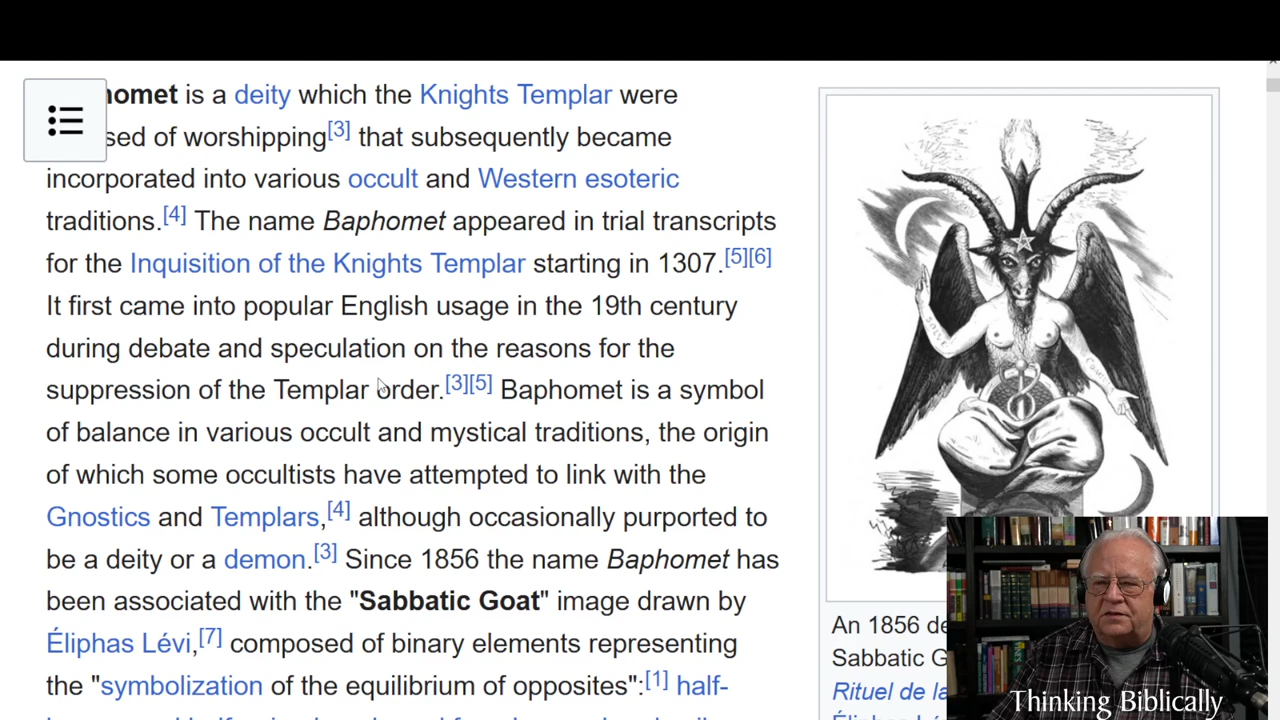 homet is a deity which the Knights Templar were
sed of worshipping[3] that subsequently became
incorporated into various occult and Western esoteric
traditions.[4] The name Baphomet appeared in trial transcripts
for the Inquisition of the Knights Templar starting in 1307.[5][6]
It first came into popular English usage in the 19th century
during debate and speculation on the reasons for the
suppression of the Templar order.[3][5] Baphomet is a symbol
of balance in various occult and mystical traditions, the origin
of which some occultists have attempted to link with the
Gnostics and Templars,[4] although occasionally purported to
be a deity or a demon.[3] Since 1856 the name Baphomet has
been associated with the "Sabbatic Goat" image drawn by
Éliphas Lévi,[7] composed of binary elements representing
the "symbolization of the equilibrium of opposites":[1] half-
SOLVE
COAGULA
An 1856 de
Sabbatic G
Rituel de la
Éliphas Lé
Thinking Biblically